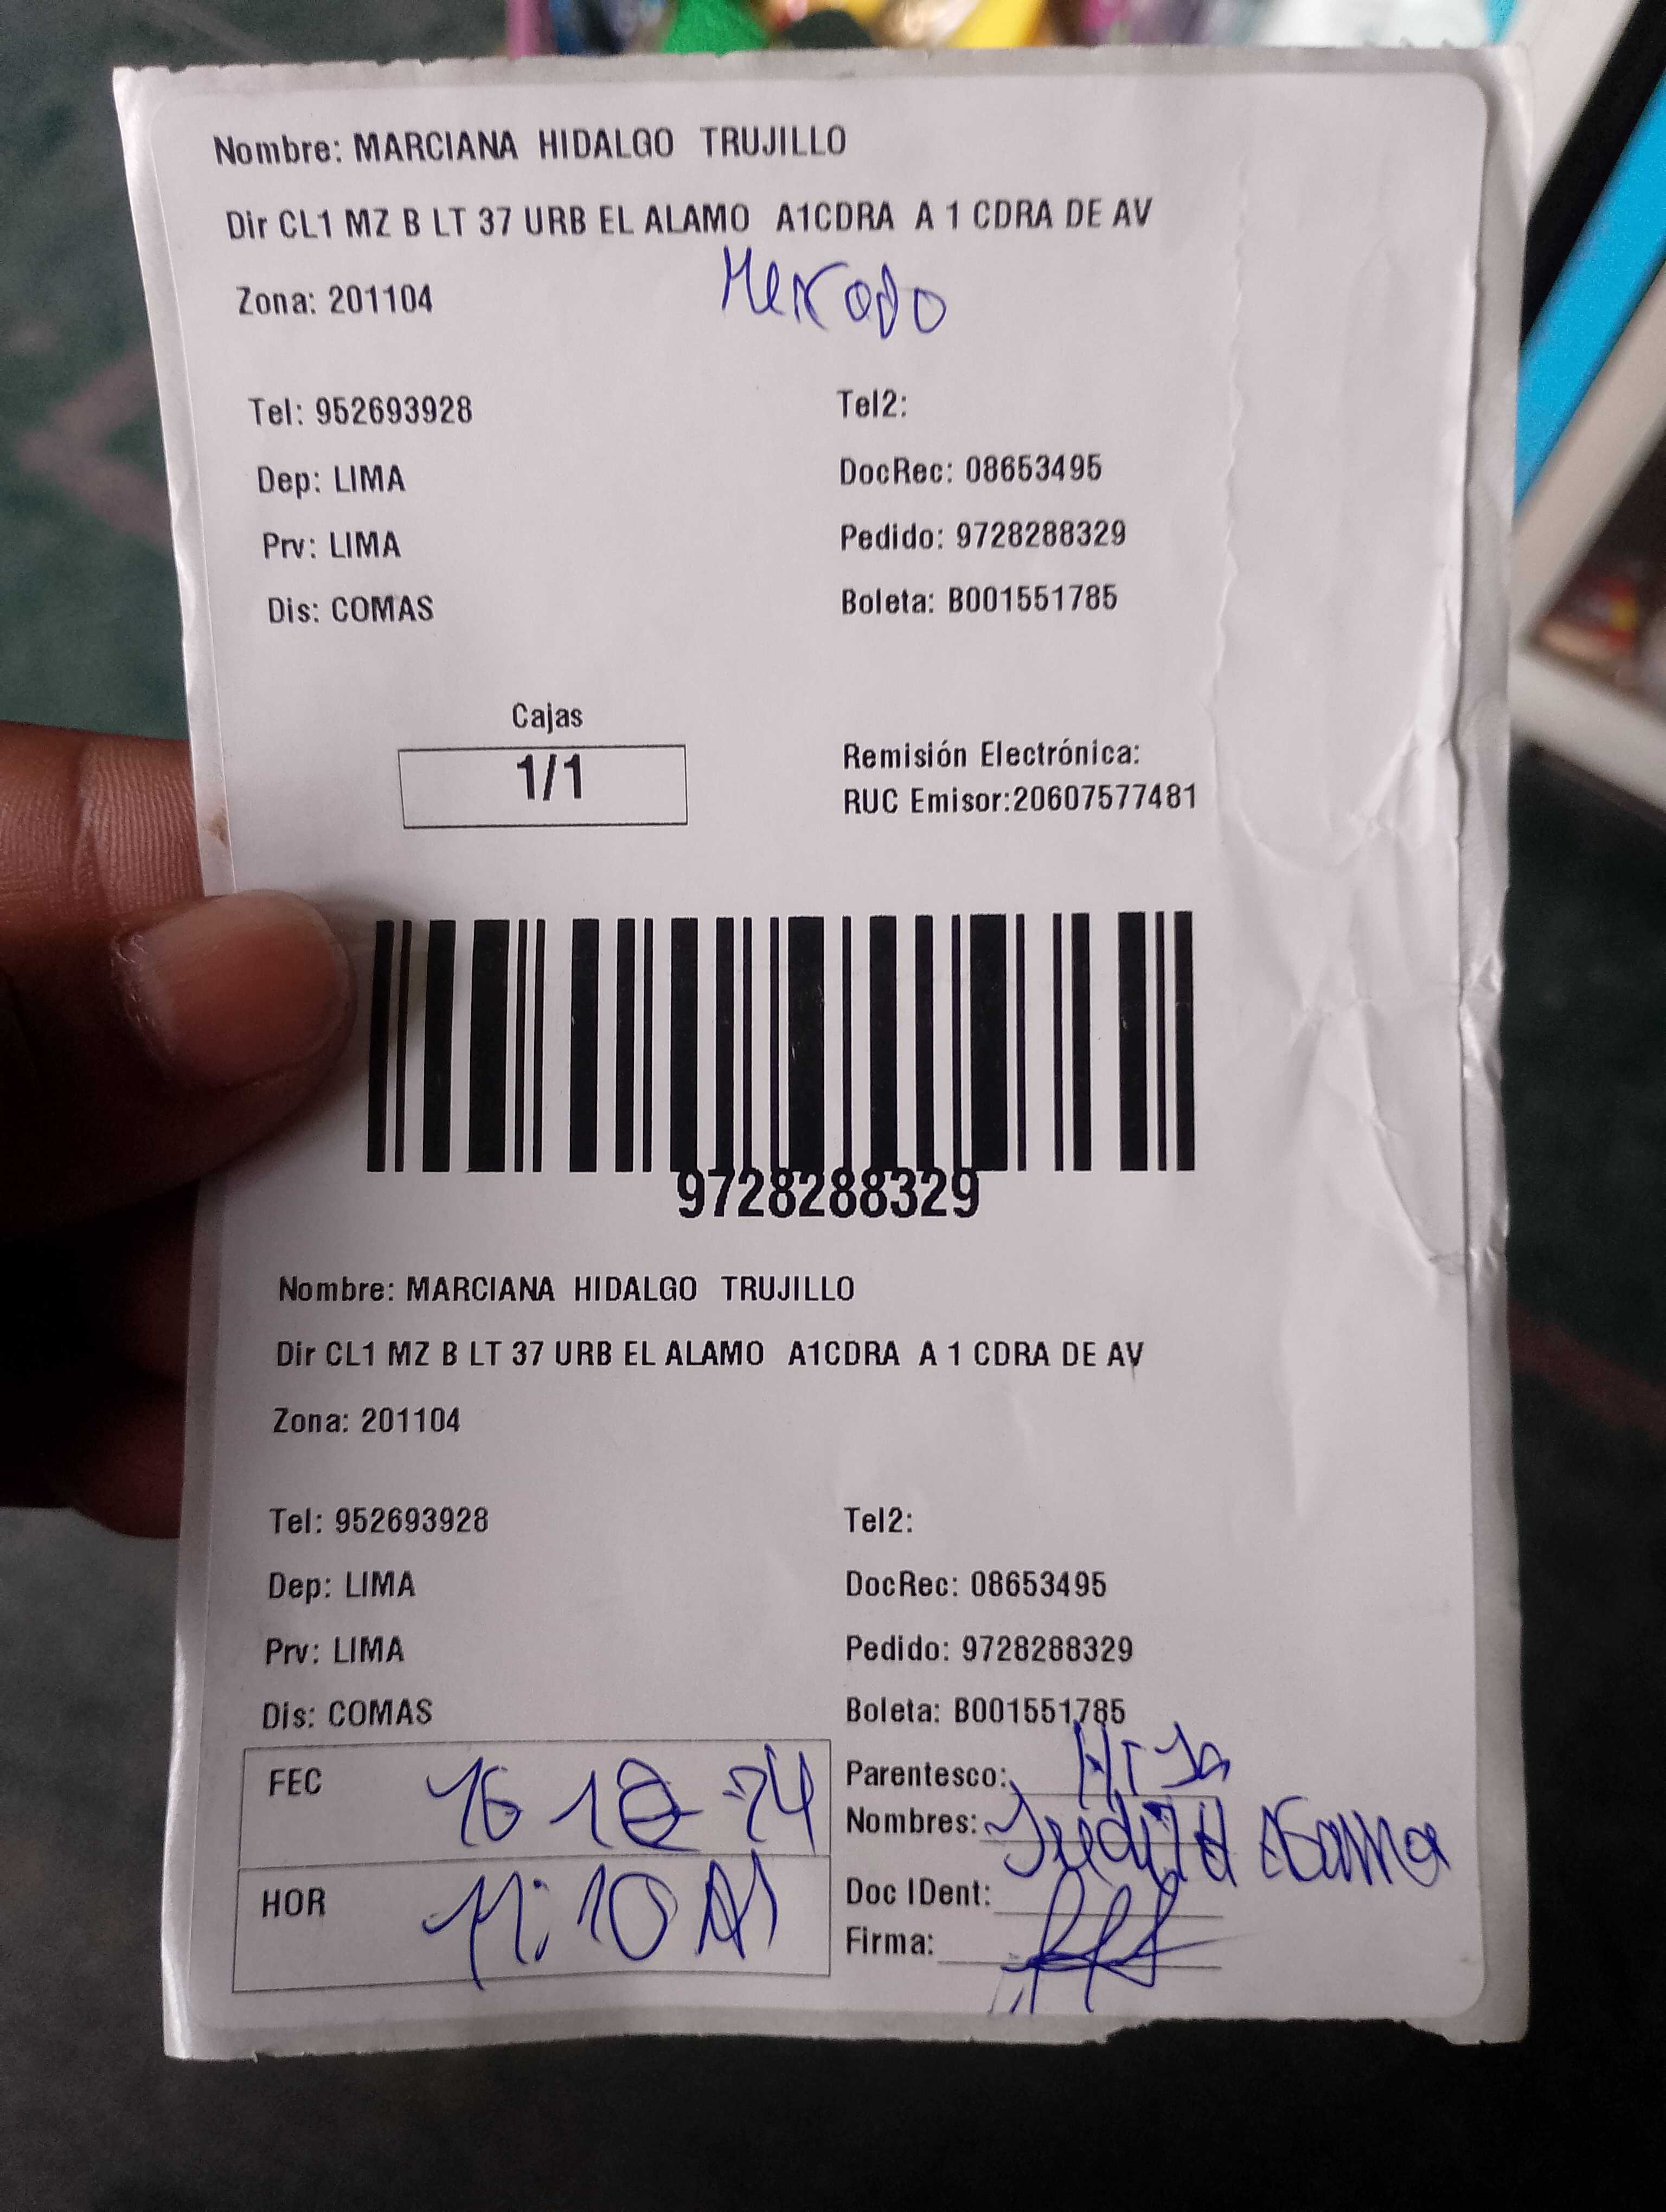 Nombre: MARCIANA HIDALGO TRUJILLO
Dir CL1 MZ B LT 37 URB EL ALAMO A1CDRA A 1 CDRA DE AV
Zona: 201104
Mercado
Tel: 952693928 Tel2:
Dep: LIMA DocRec: 08653495
Prv: LIMA Pedido: 9728288329
Dis: COMAS Boleta: B001551785
Cajas
1/1
Remisión Electrónica:
RUC Emisor:20607577481
9728288329
Nombre: MARCIANA HIDALGO TRUJILLO
Dir CL1 MZ B LT 37 URB EL ALAMO A1CDRA A 1 CDRA DE AV
Zona: 201104
Tel: 952693928 Tel2:
Dep: LIMA DocRec: 08653495
Prv: LIMA Pedido: 9728288329
Dis: COMAS Boleta: B001551785
FEC 16 12 24 Parentesco: HIJA
Nombres:
HOR 11:10 Doc IDent:
Firma: